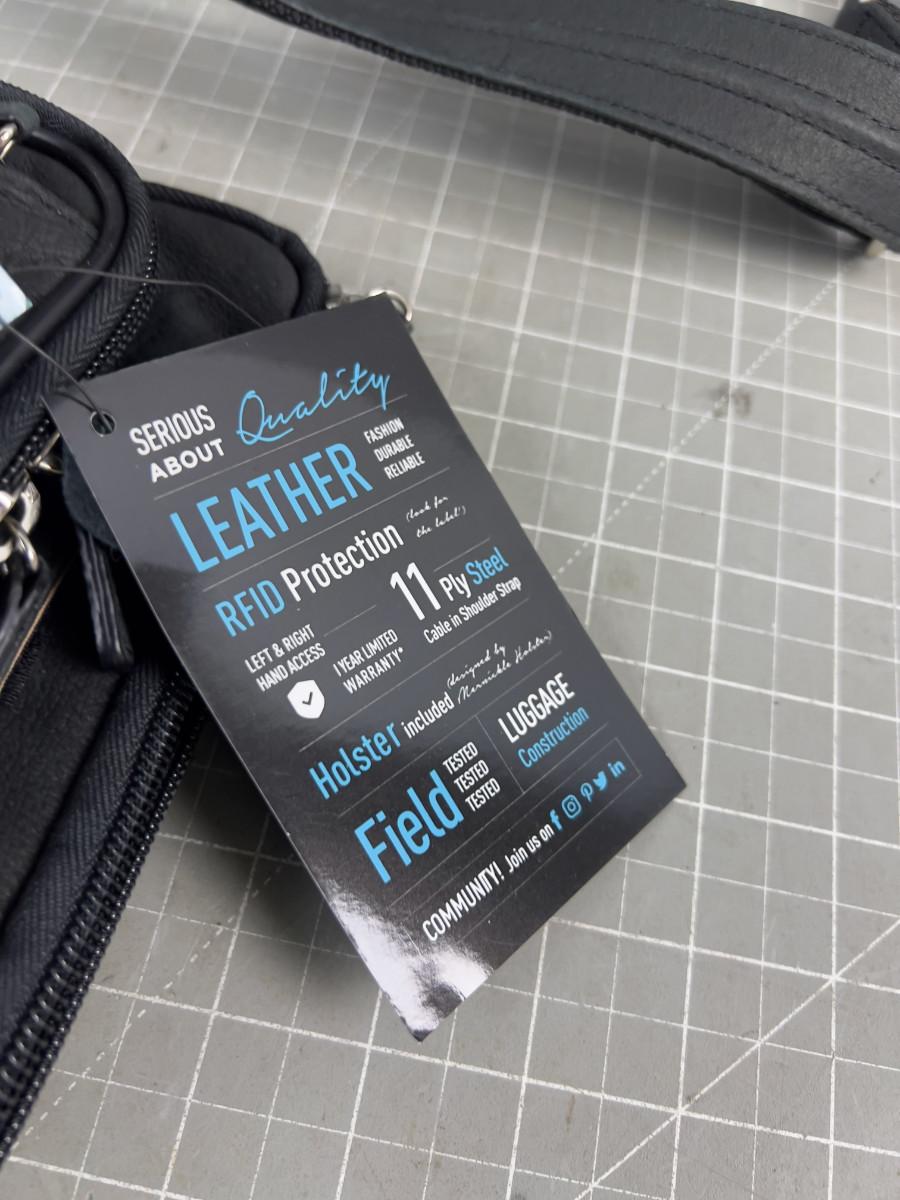 SERIOUS
ABOUT Quality
LEATHER
FASHION
DURABLE
RELIABLE
RFID Protection
(look for
the label!)
LEFT & RIGHT
HAND ACCESS
1 YEAR LIMITED
WARRANTY*
11 Ply Steel
Cable in Shoulder Strap
Holster included
(designed by
Mernickle Holster)
Field
TESTED
TESTED
TESTED
LUGGAGE
Construction
COMMUNITY! Join us on